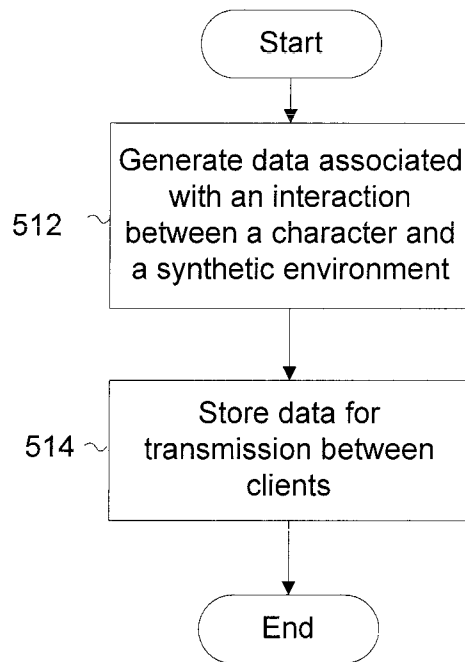 Start
512
Generate data associated
with an interaction
between a character and
a synthetic environment
514
Store data for
transmission between
clients
End